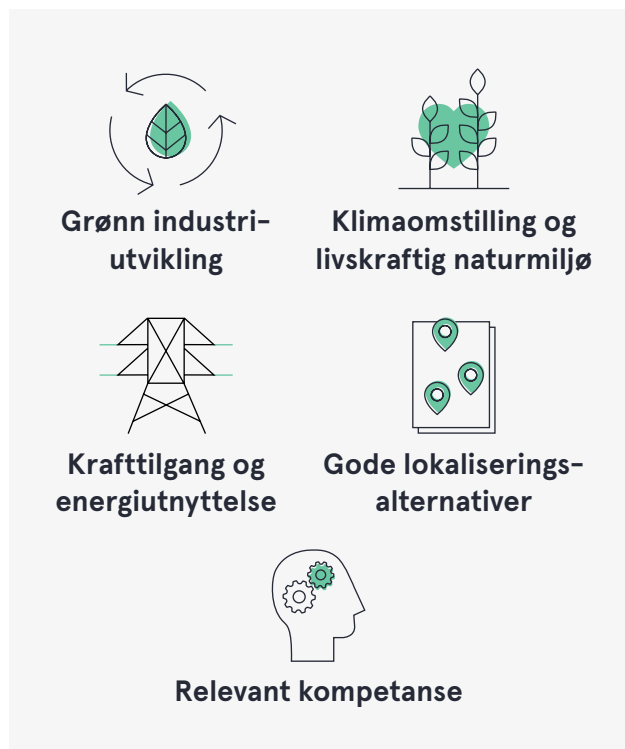 Grønn industri-
utvikling
Klimaomstilling og
livskraftig naturmiljø
Krafttilgang og
energiutnyttelse
Gode lokaliserings-
alternativer
Relevant kompetanse